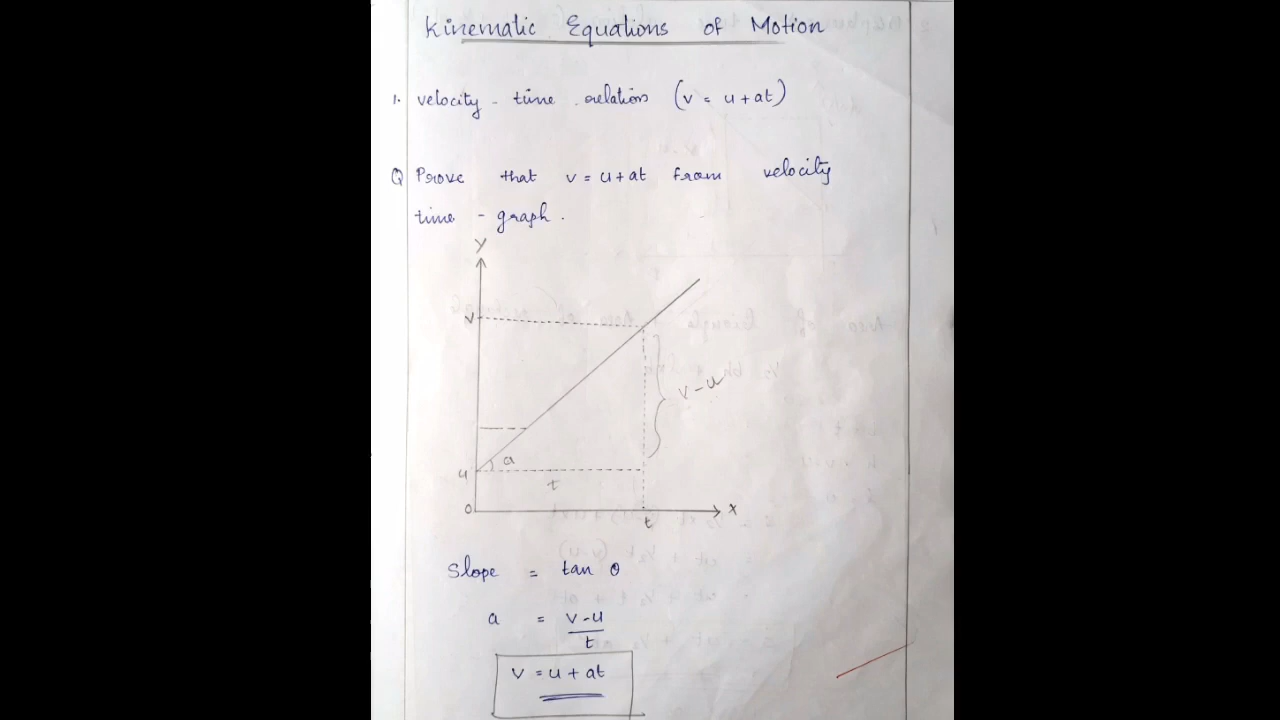 Kinematic Equations of Motion
1. velocity - time relation (v = u + at)
Q Prove that v = u + at from velocity
time - graph.
y
v
v - u
a
u
t
0
t
x
Slope = tan θ
a = v - u
t
v = u + at